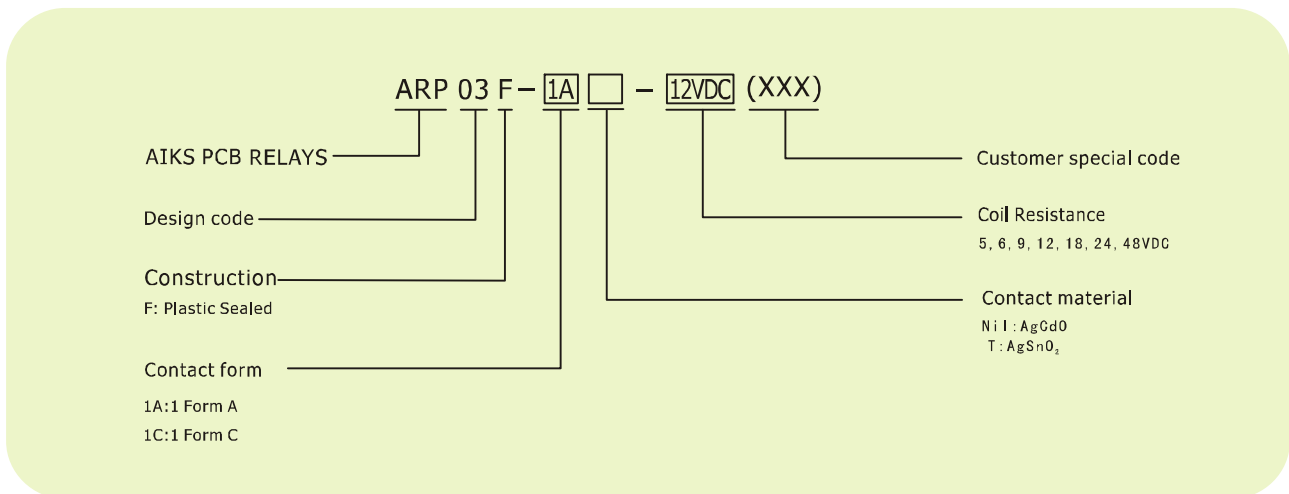 ARP 03 F - 1A □ - 12VDC (XXX)
AIKS PCB RELAYS
Design code
Construction
F: Plastic Sealed
Contact form
1A:1 Form A
1C:1 Form C
Customer special code
Coil Resistance
5, 6, 9, 12, 18, 24, 48VDC
Contact material
Nil:AgCdO
T:AgSnO₂